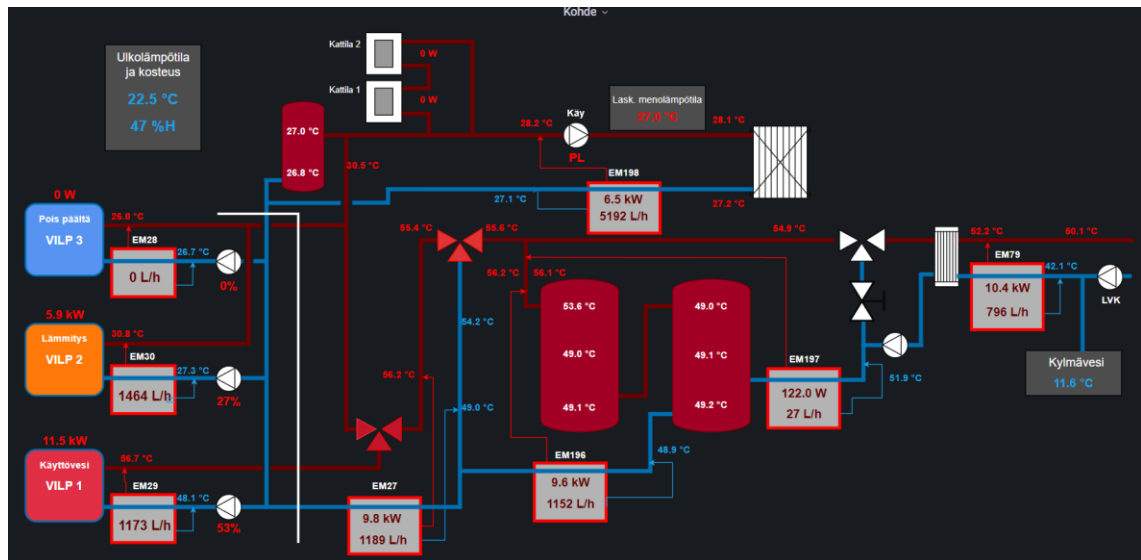 Kohde
Ulkolämpötila
ja kosteus
22.5 °C
47 %H
Kattila 2
0 W
Kattila 1
0 W
27.0 °C
26.8 °C
28.2 °C
Käy
PL
Lask. menolämpötila
27,0 °C
28.1 °C
30.5 °C
EM198
27.1 °C
6.5 kW
5192 L/h
27.2 °C
0 W
Pois päältä
VILP 3
26.0 °C
EM28
26.7 °C
0 L/h
0%
55.4 °C
55.6 °C
54.9 °C
52.2 °C
50.1 °C
EM79
42.1 °C
10.4 kW
796 L/h
LVK
56.2 °C
56.1 °C
5.9 kW
Lämmitys
VILP 2
30.8 °C
EM30
27.3 °C
1464 L/h
27%
54.2 °C
53.6 °C
49.0 °C
49.1 °C
49.0 °C
49.1 °C
49.2 °C
EM197
122.0 W
27 L/h
51.9 °C
Kylmävesi
11.6 °C
56.2 °C
49.0 °C
11.5 kW
Käyttövesi
VILP 1
56.7 °C
EM29
48.1 °C
1173 L/h
53%
EM27
9.8 kW
1189 L/h
EM196
9.6 kW
1152 L/h
48.9 °C